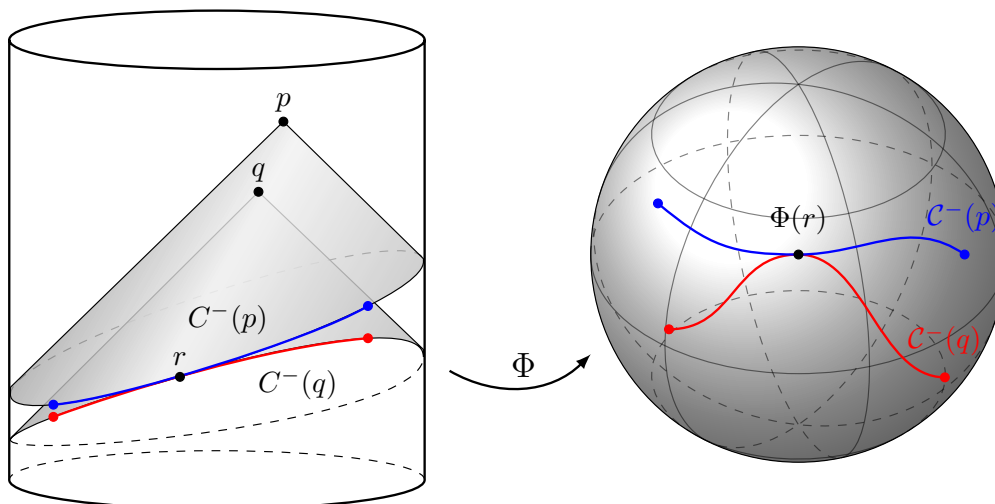 p
q
C⁻(p)
r
C⁻(q)
Φ
Φ(r)
𝒞⁻(p)
𝒞⁻(q)